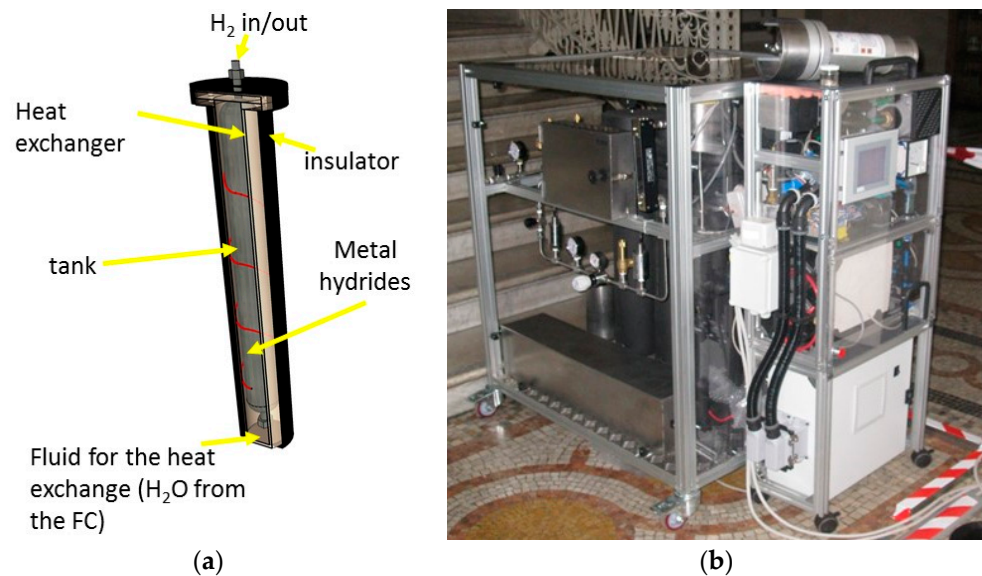 H₂ in/out
Heat
exchanger
insulator
tank
Metal
hydrides
Fluid for the heat
exchange (H₂O from
the FC)
(a)
(b)